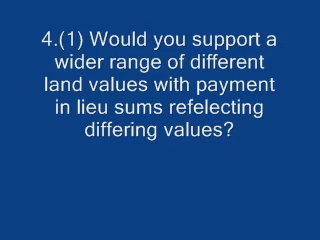 4.(1) Would you support a
wider range of different
land values with payment
in lieu sums refelecting
differing values?